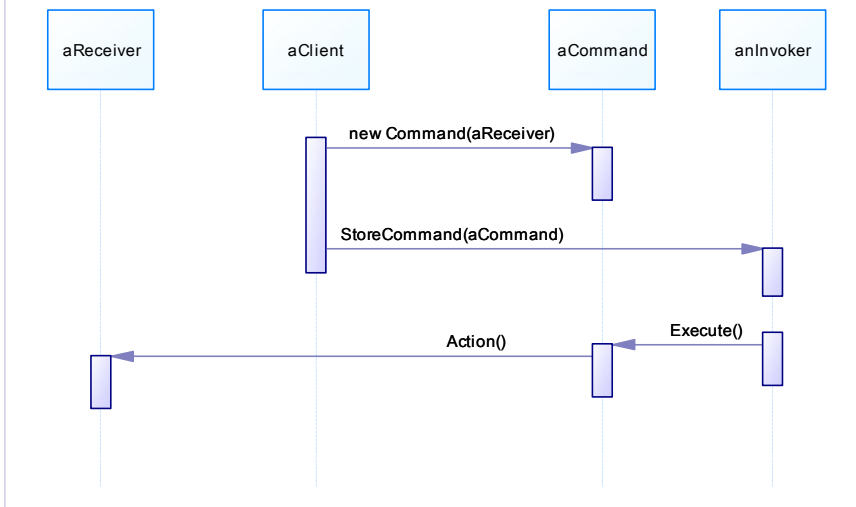 aReceiver
aClient
aCommand
anInvoker
new Command(aReceiver)
StoreCommand(aCommand)
Execute()
Action()